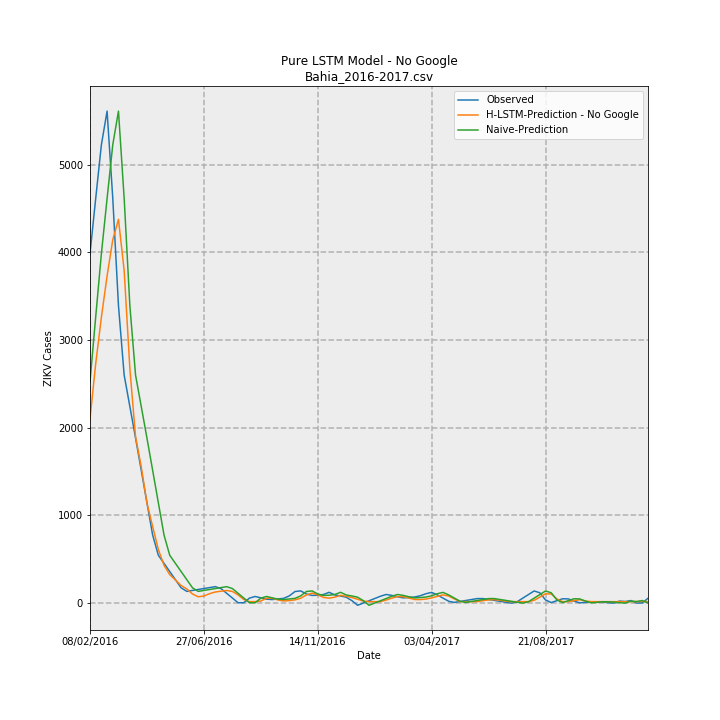 Pure LSTM Model - No Google
Bahia_2016-2017.csv
Observed
H-LSTM-Prediction - No Google
Naive-Prediction
ZIKV Cases
5000
4000
3000
2000
1000
0
08/02/2016
27/06/2016
14/11/2016
03/04/2017
21/08/2017
Date